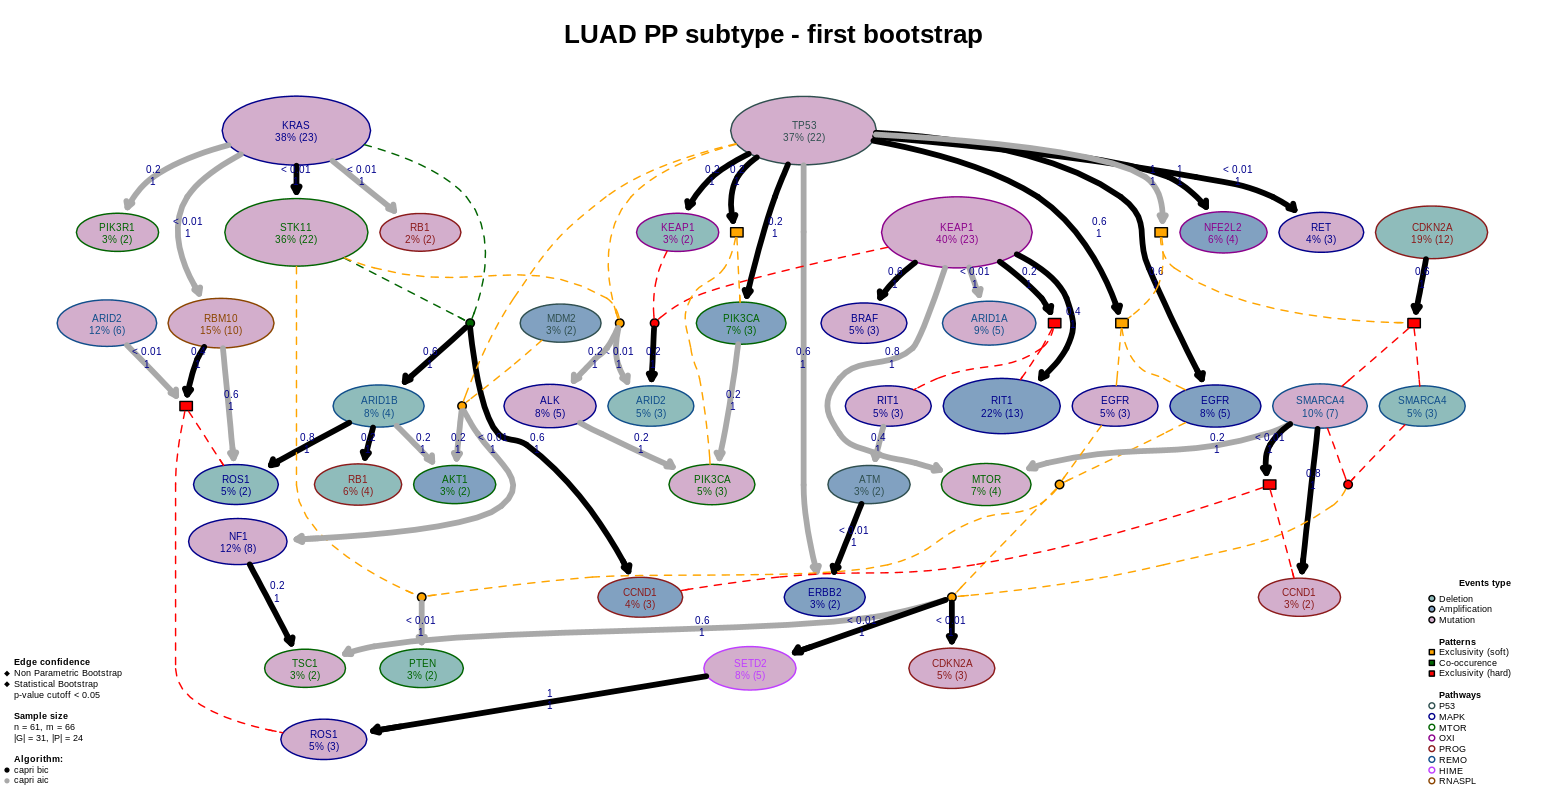 LUAD PP subtype - first bootstrap
KRAS
38% (23)
TP53
37% (22)
0.2
1
< 0.01
1
< 0.01
1
0.2
1
1
1
< 0.01
1
PIK3R1
3% (2)
STK11
36% (22)
RB1
2% (2)
KEAP1
3% (2)
KEAP1
40% (23)
NFE2L2
6% (4)
RET
4% (3)
CDKN2A
19% (12)
< 0.01
1
0.2
1
0.6
1
0.6
1
< 0.01
1
0.2
1
0.6
0.6
1
ARID2
12% (6)
RBM10
15% (10)
MDM2
3% (2)
PIK3CA
7% (3)
BRAF
5% (3)
ARID1A
9% (5)
< 0.01
1
0.6
1
0.2
1
< 0.01
1
0.2
0.6
1
0.8
1
0.6
1
0.2
1
ARID1B
8% (4)
ALK
8% (5)
ARID2
5% (3)
RIT1
5% (3)
RIT1
22% (13)
EGFR
5% (3)
EGFR
8% (5)
SMARCA4
10% (7)
SMARCA4
5% (3)
0.8
1
0.2
1
0.2
1
0.2
1
< 0.01
1
0.6
1
0.2
1
0.4
1
0.2
1
< 0.01
1
ROS1
5% (2)
RB1
6% (4)
AKT1
3% (2)
PIK3CA
5% (3)
ATM
3% (2)
MTOR
7% (4)
0.8
1
NF1
12% (8)
< 0.01
1
0.2
1
CCND1
4% (3)
ERBB2
3% (2)
CCND1
3% (2)
< 0.01
1
0.6
1
< 0.01
1
< 0.01
1
TSC1
3% (2)
PTEN
3% (2)
SETD2
8% (5)
CDKN2A
5% (3)
1
1
ROS1
5% (3)
Edge confidence
Non Parametric Bootstrap
Statistical Bootstrap
p-value cutoff < 0.05
Sample size
n = 61, m = 66
|G| = 31, |P| = 24
Algorithm:
capri bic
capri aic
Events type
Deletion
Amplification
Mutation
Patterns
Exclusivity (soft)
Co-occurence
Exclusivity (hard)
Pathways
P53
MAPK
MTOR
OXI
PROG
REMO
HIME
RNASPL